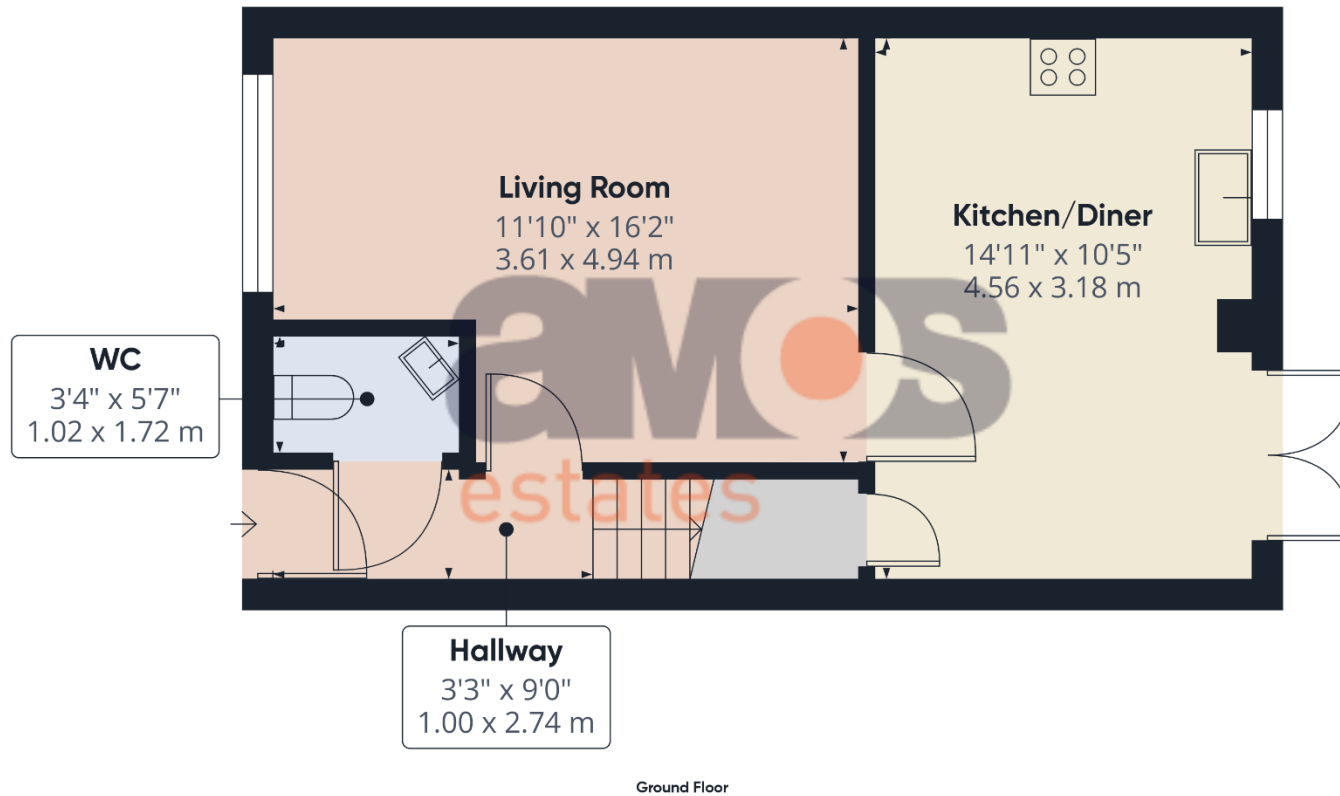 Living Room
11'10" x 16'2"
3.61 x 4.94 m
Kitchen/Diner
14'11" x 10'5"
4.56 x 3.18 m
amos
estates
WC
3'4" x 5'7"
1.02 x 1.72 m
Hallway
3'3" x 9'0"
1.00 x 2.74 m
Ground Floor